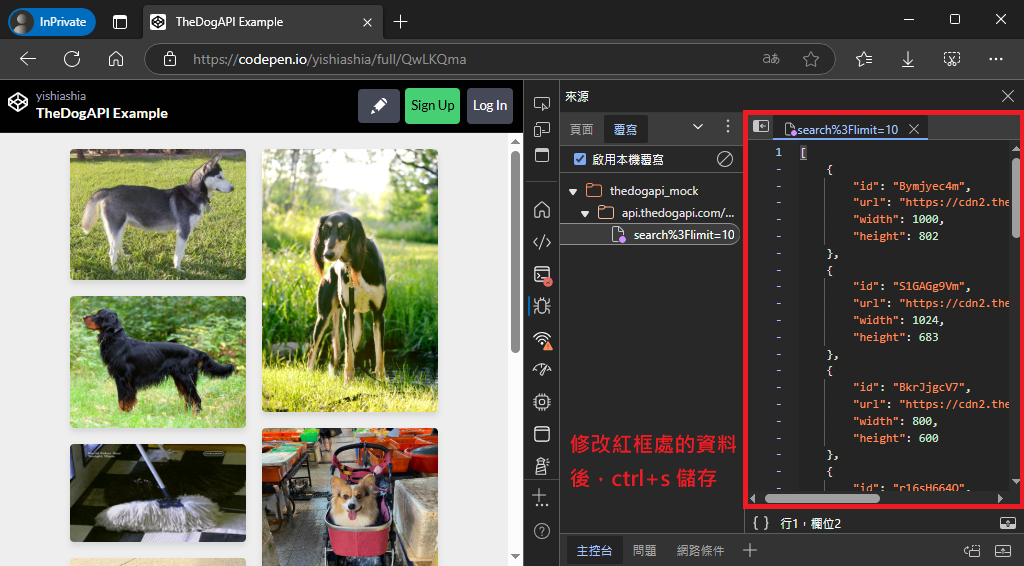 InPrivate
TheDogAPI Example
https://codepen.io/yishiashia/full/QwLKQma
yishiashia
TheDogAPI Example
Sign Up
Log In
來源
頁面
覆寫
啟用本機覆寫
thedogapi_mock
api.thedogapi.com/...
search%3Flimit=10
search%3Flimit=10
1 [
- {
- "id": "Bymjyec4m",
- "url": "https://cdn2.the
- "width": 1000,
- "height": 802
- },
- {
- "id": "S1GAGg9Vm",
- "url": "https://cdn2.the
- "width": 1024,
- "height": 683
- },
- {
- "id": "BkrJjgcV7",
- "url": "https://cdn2.the
- "width": 800,
- "height": 600
- },
- {
- "id": "r16sH664Q",
修改紅框處的資料
後，ctrl+s 儲存
{ } 行1，欄位2
主控台
問題
網路條件